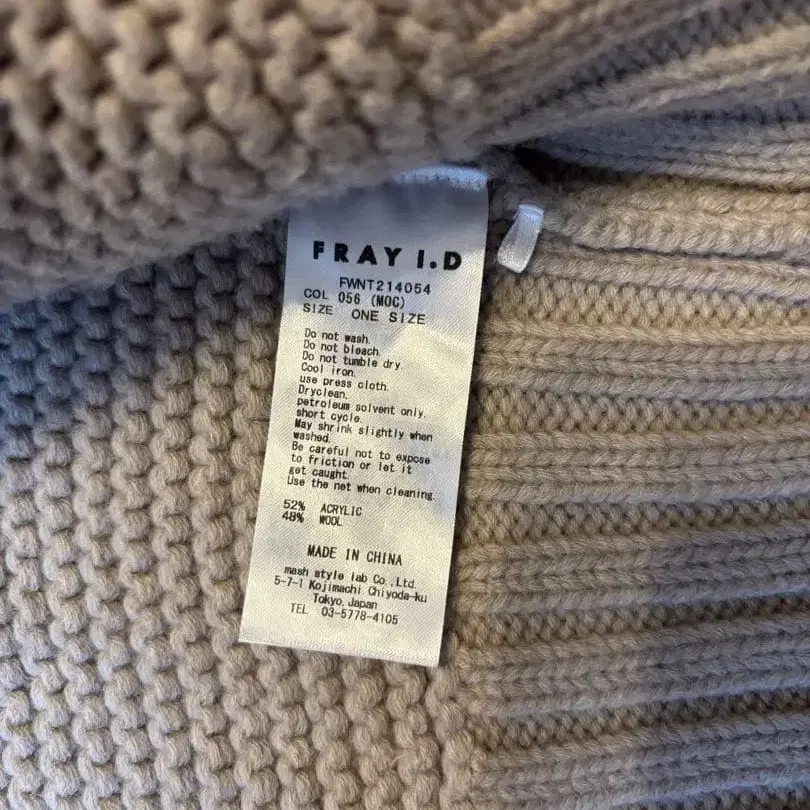 FRAY I.D
FWNT214054
COL 056 (MOC)
SIZE ONE SIZE
Do not wash.
Do not bleach.
Do not tumble dry.
Cool iron.
use press cloth.
Dryclean.
petroleum solvent only.
short cycle.
May shrink slightly when
washed.
Be careful not to expose
to friction or let it
get caught.
Use the net when cleaning.
52% ACRYLIC
48% WOOL
MADE IN CHINA
mash style lab Co.,Ltd.
5-7-1 Kojimachi Chiyoda-ku
Tokyo, Japan
TEL 03-5778-4105